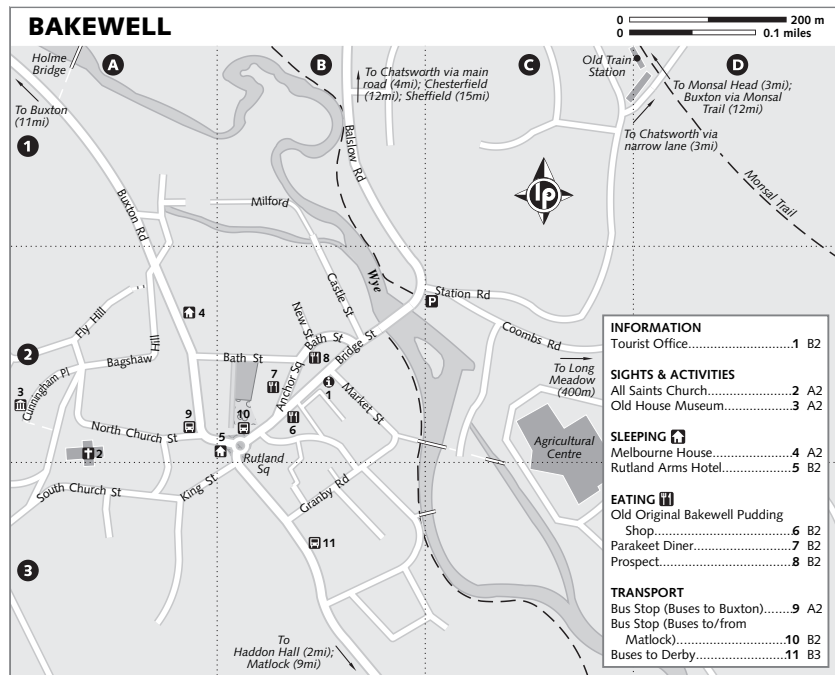 BAKEWELL
0 200 m
0 0.1 miles
A
B
C
D
Holme
Bridge
To Buxton
(11mi)
To Chatsworth via main
road (4mi); Chesterfield
(12mi); Sheffield (15mi)
Old Train
Station
To Monsal Head (3mi);
Buxton via Monsal
Trail (12mi)
To Chatsworth via
narrow lane (3mi)
1
Balslow Rd
lp
Monsal Trail
Buxton Rd
Milford
Wye
Castle St
Station Rd
P
Coombs Rd
To Long
Meadow
(400m)
4
Fly Hill
New St
Bath St
Bridge St
2
Bagshaw
Hill
Bath St
8
7
Anchor Sq
1
3
Cunningham Pl
Market St
9
10
6
North Church St
5
Rutland
Sq
Agricultural
Centre
2
South Church St
King St
Granby Rd
11
3
To
Haddon Hall (2mi);
Matlock (9mi)
INFORMATION
Tourist Office......................1 B2
SIGHTS & ACTIVITIES
All Saints Church...................2 A2
Old House Museum....................3 A2
SLEEPING
Melbourne House.....................4 A2
Rutland Arms Hotel..................5 B2
EATING
Old Original Bakewell Pudding
Shop................................6 B2
Parakeet Diner......................7 B2
Prospect............................8 B2
TRANSPORT
Bus Stop (Buses to Buxton)..........9 A2
Bus Stop (Buses to/from
Matlock)............................10 B2
Buses to Derby......................11 B3